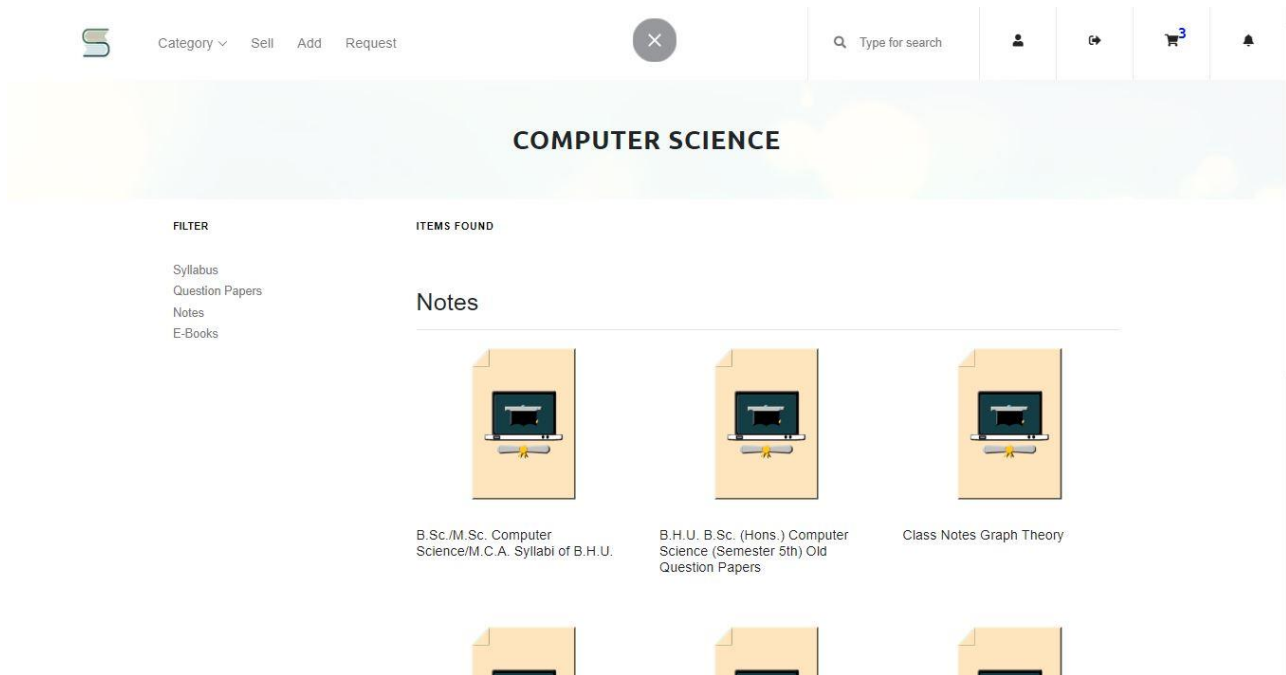 Category
Sell
Add
Request
Type for search
3
COMPUTER SCIENCE
FILTER
Syllabus
Question Papers
Notes
E-Books
ITEMS FOUND
Notes
B.Sc./M.Sc. Computer
Science/M.C.A. Syllabi of B.H.U.
B.H.U. B.Sc. (Hons.) Computer
Science (Semester 5th) Old
Question Papers
Class Notes Graph Theory